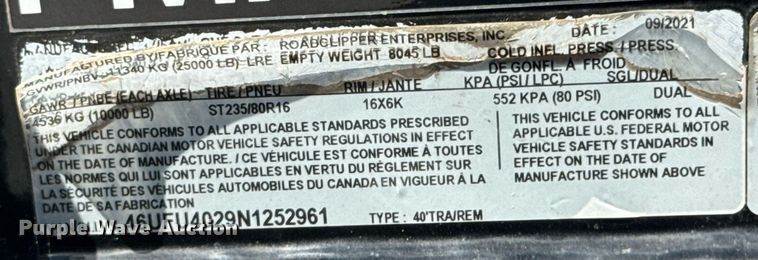 MANUFACTURED BY/FABRIQUE PAR: ROADCLIPPER ENTERPRISES, INC DATE: 09/2021
GVWR/PNBV 11340 KG (25000 LB) LRE EMPTY WEIGHT 8045 LB COLD INFL. PRESS./PRESS. DE GONFL. À FROID
GAWR/PNBE (EACH AXLE) TIRE/PNEU RIM/JANTE KPA (PSI/LPC) SGL/DUAL
4536 KG (10000 LB) ST235/80R16 16X6K 552 KPA (80 PSI) DUAL
THIS VEHICLE CONFORMS TO ALL APPLICABLE STANDARDS PRESCRIBED
UNDER THE CANADIAN MOTOR VEHICLE SAFETY REGULATIONS IN EFFECT
ON THE DATE OF MANUFACTURE. / CE VÉHICULE EST CONFORME À TOUTES
LES NORMES QUI LUI SONT APPLICABLES EN VERTU DU RÈGLEMENT SUR
LA SÉCURITÉ DES VÉHICULES AUTOMOBILES DU CANADA EN VIGUEUR À LA
DATE DE SA FABRICATION
THIS VEHICLE CONFORMS TO ALL
APPLICABLE U.S. FEDERAL MOTOR
VEHICLE SAFETY STANDARDS IN
EFFECT ON THE DATE OF
MANUFACTURE SHOWN ABOVE
46UFU4029N1252961 TYPE: 40'TRA/REM
Purple Wave Auction